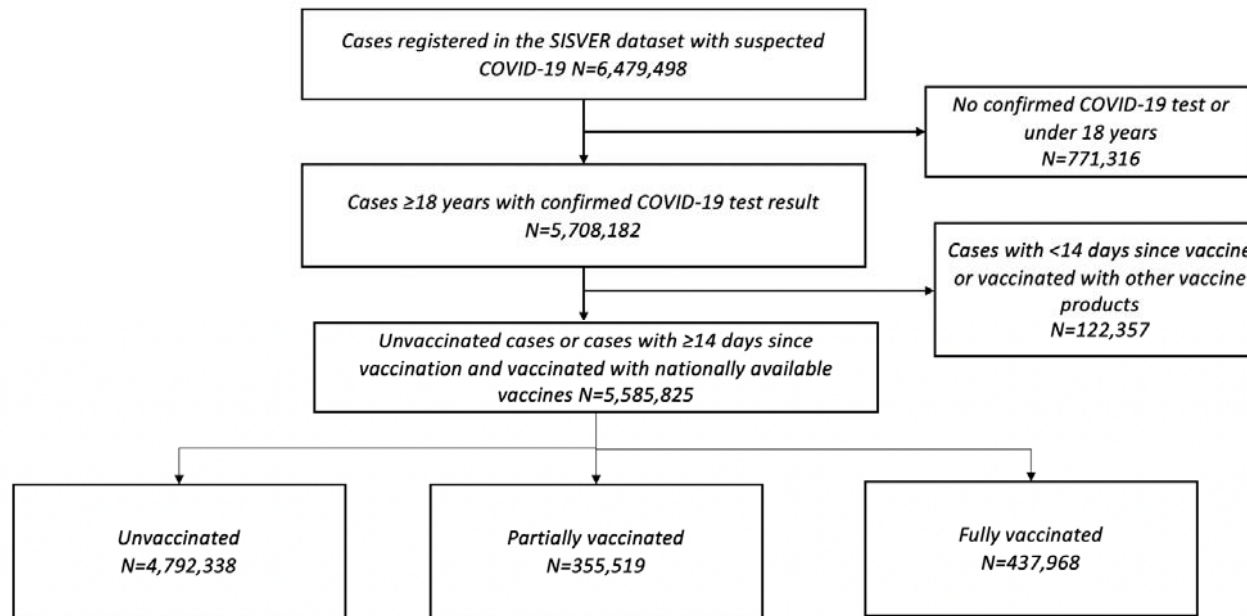 Cases registered in the SISVER dataset with suspected
COVID-19 N=6,479,498
No confirmed COVID-19 test or
under 18 years
N=771,316
Cases ≥18 years with confirmed COVID-19 test result
N=5,708,182
Cases with <14 days since vaccine
or vaccinated with other vaccine
products
N=122,357
Unvaccinated cases or cases with ≥14 days since
vaccination and vaccinated with nationally available
vaccines N=5,585,825
Unvaccinated
N=4,792,338
Partially vaccinated
N=355,519
Fully vaccinated
N=437,968